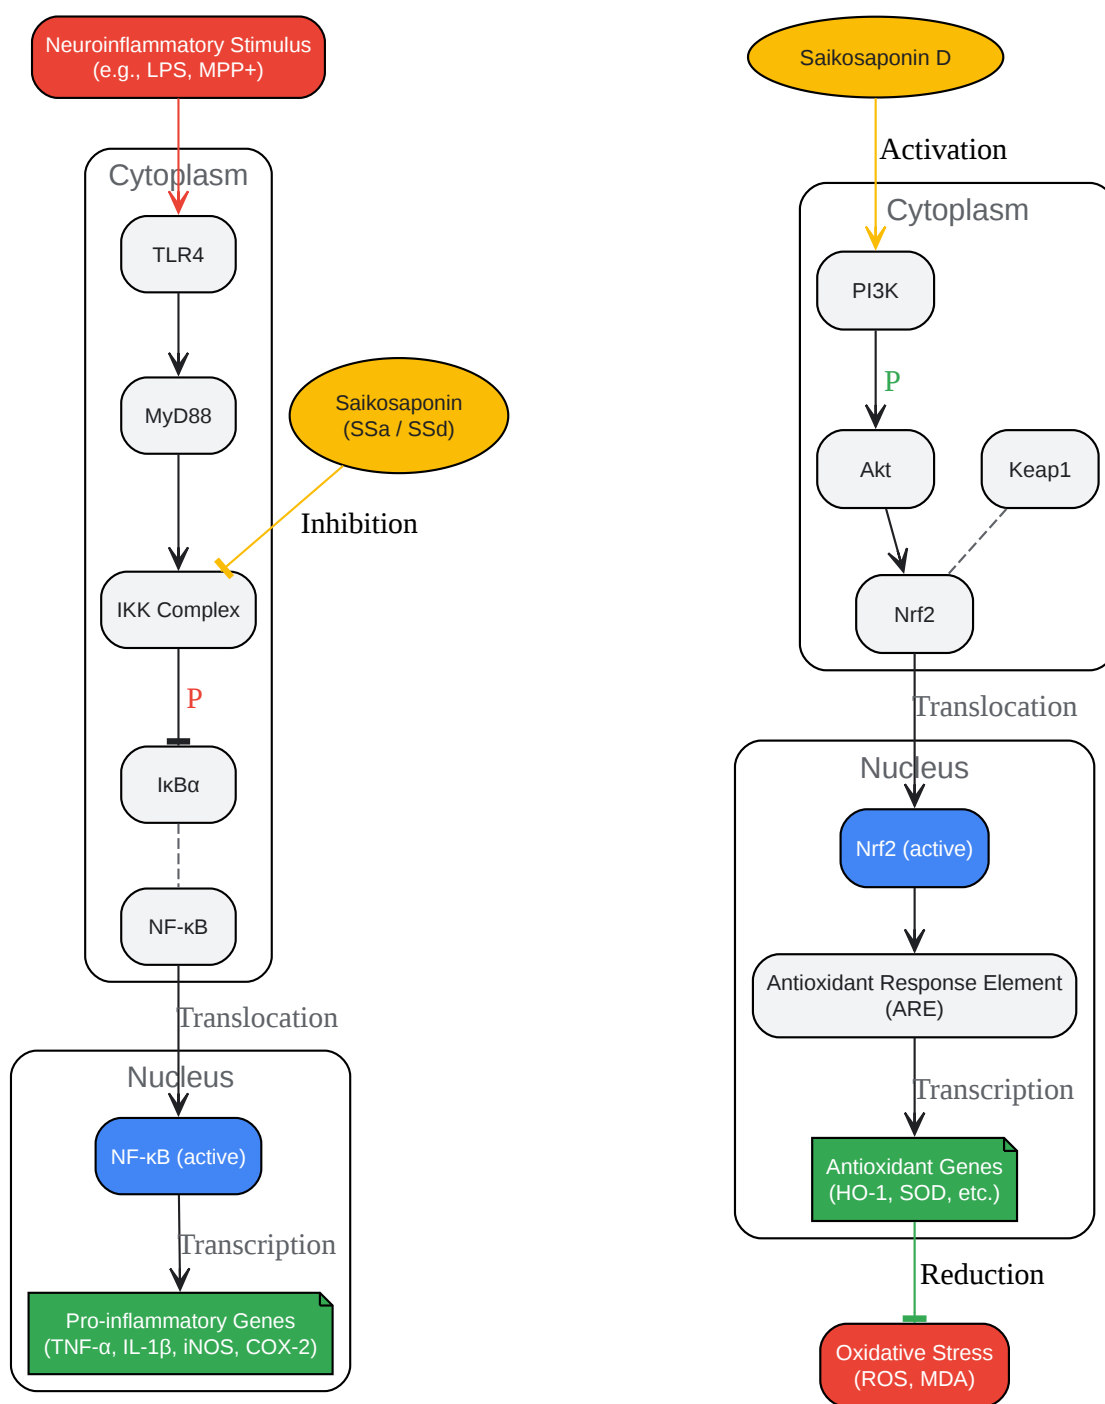 Neuroinflammatory Stimulus
(e.g., LPS, MPP+)
Cytoplasm
TLR4
MyD88
Saikosaponin
(SSa / SSd)
Inhibition
IKK Complex
P
IκBα
NF-κB
Translocation
Nucleus
NF-κB (active)
Transcription
Pro-inflammatory Genes
(TNF-α, IL-1β, iNOS, COX-2)
Saikosaponin D
Activation
Cytoplasm
PI3K
P
Akt
Keap1
Nrf2
Translocation
Nucleus
Nrf2 (active)
Antioxidant Response Element
(ARE)
Transcription
Antioxidant Genes
(HO-1, SOD, etc.)
Reduction
Oxidative Stress
(ROS, MDA)